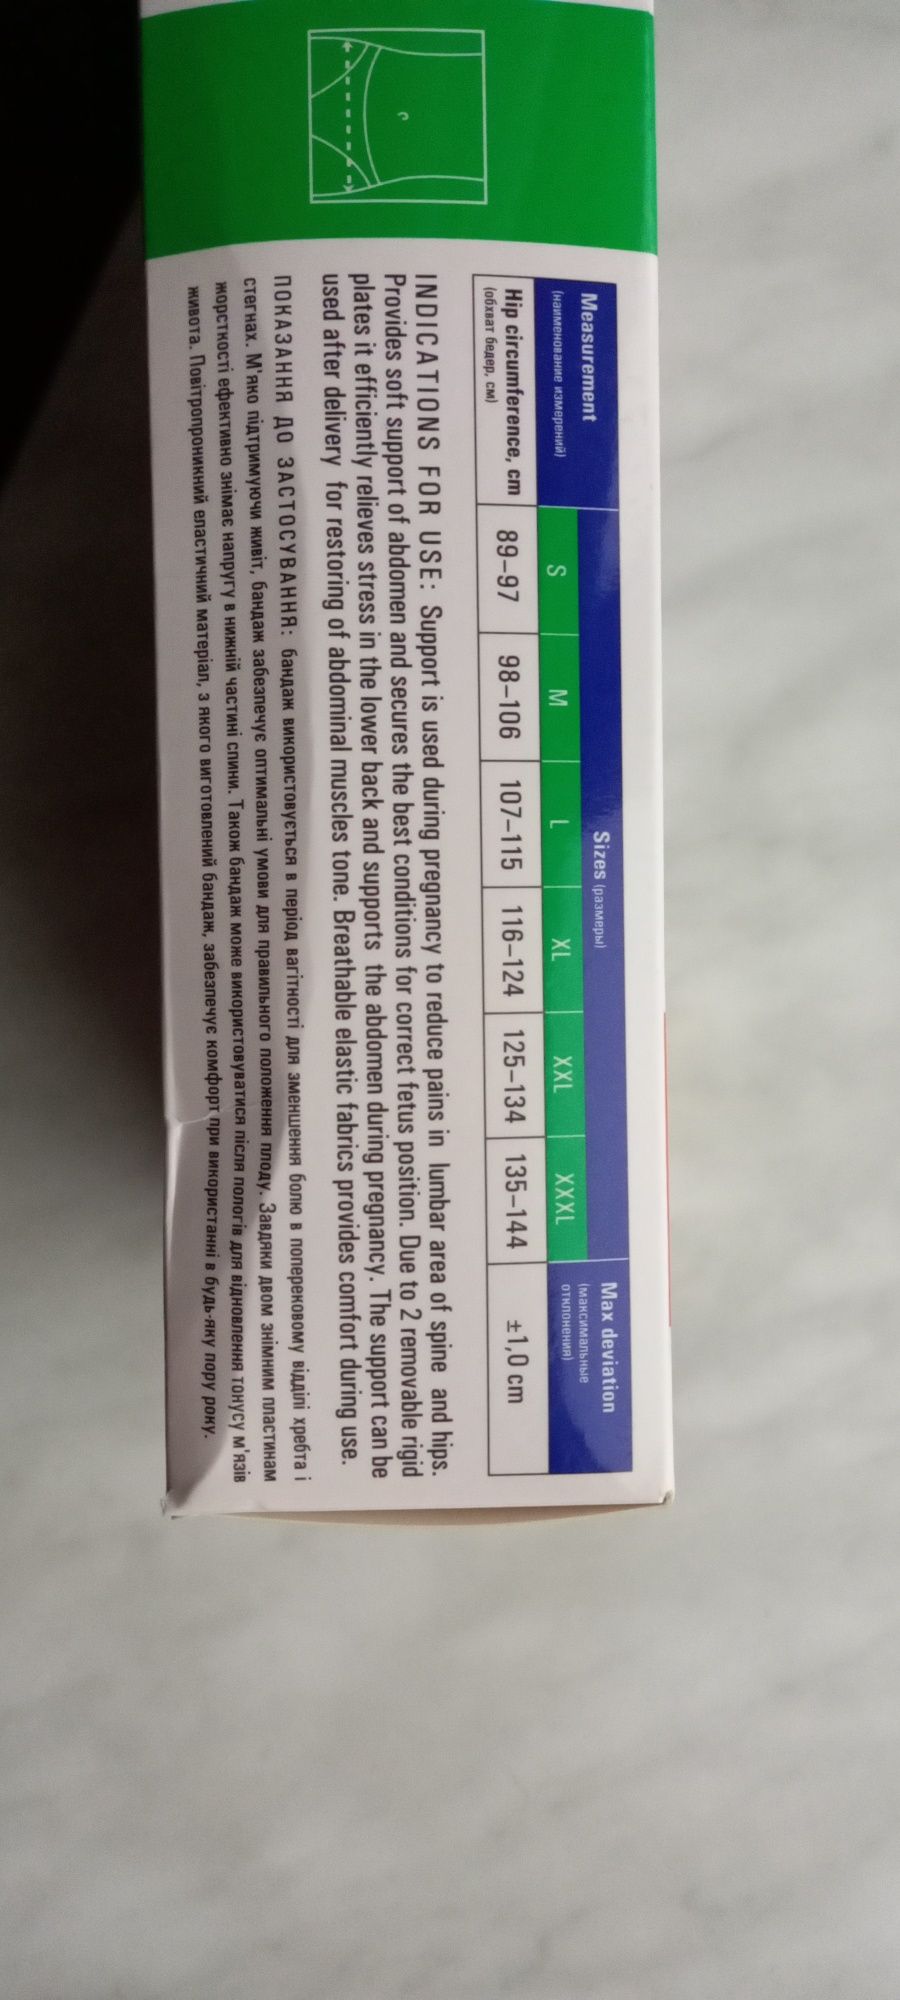 Measurement
(наименование измерений)
Sizes (размеры)
Max deviation
(максимальные
отклонения)
S M L XL XXL XXXL
Hip circumference, cm 89–97 98–106 107–115 116–124 125–134 135–144 ±1,0 cm
(обхват бедер, см)
INDICATIONS FOR USE: Support is used during pregnancy to reduce pains in lumbar area of spine and hips.
Provides soft support of abdomen and secures the best conditions for correct fetus position. Due to 2 removable rigid
plates it efficiently relieves stress in the lower back and supports the abdomen during pregnancy. The support can be
used after delivery for restoring of abdominal muscles tone. Breathable elastic fabrics provides comfort during use.
ПОКАЗАННЯ ДО ЗАСТОСУВАННЯ: бандаж використовується в період вагітності для зменшення болю в поперековому відділі хребта і
стегнах. М'яко підтримуючи живіт, бандаж забезпечує оптимальні умови для правильного положення плоду. Завдяки двом знімним пластинам
жорсткості ефективно знімає напругу в нижній частині спини. Також бандаж може використовуватися після пологів для відновлення тонусу м'язів
живота. Повітропроникний еластичний матеріал, з якого виготовлений бандаж, забезпечує комфорт при використанні в будь-яку пору року.